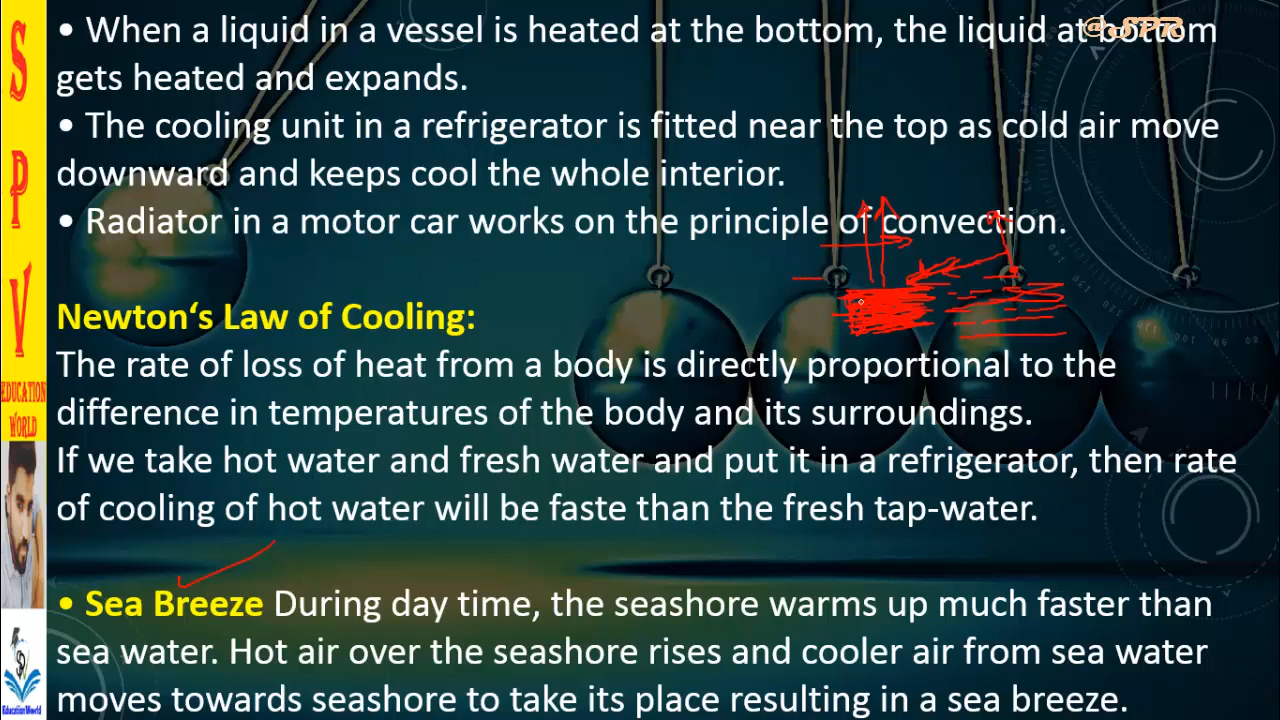 • When a liquid in a vessel is heated at the bottom, the liquid at bottom
@ SPR
gets heated and expands.
• The cooling unit in a refrigerator is fitted near the top as cold air move
downward and keeps cool the whole interior.
• Radiator in a motor car works on the principle of convection.
Newton‘s Law of Cooling:
The rate of loss of heat from a body is directly proportional to the
difference in temperatures of the body and its surroundings.
If we take hot water and fresh water and put it in a refrigerator, then rate
of cooling of hot water will be faste than the fresh tap-water.
• Sea Breeze During day time, the seashore warms up much faster than
sea water. Hot air over the seashore rises and cooler air from sea water
moves towards seashore to take its place resulting in a sea breeze.
S
P
V
EDUCATION
WORLD
Education World